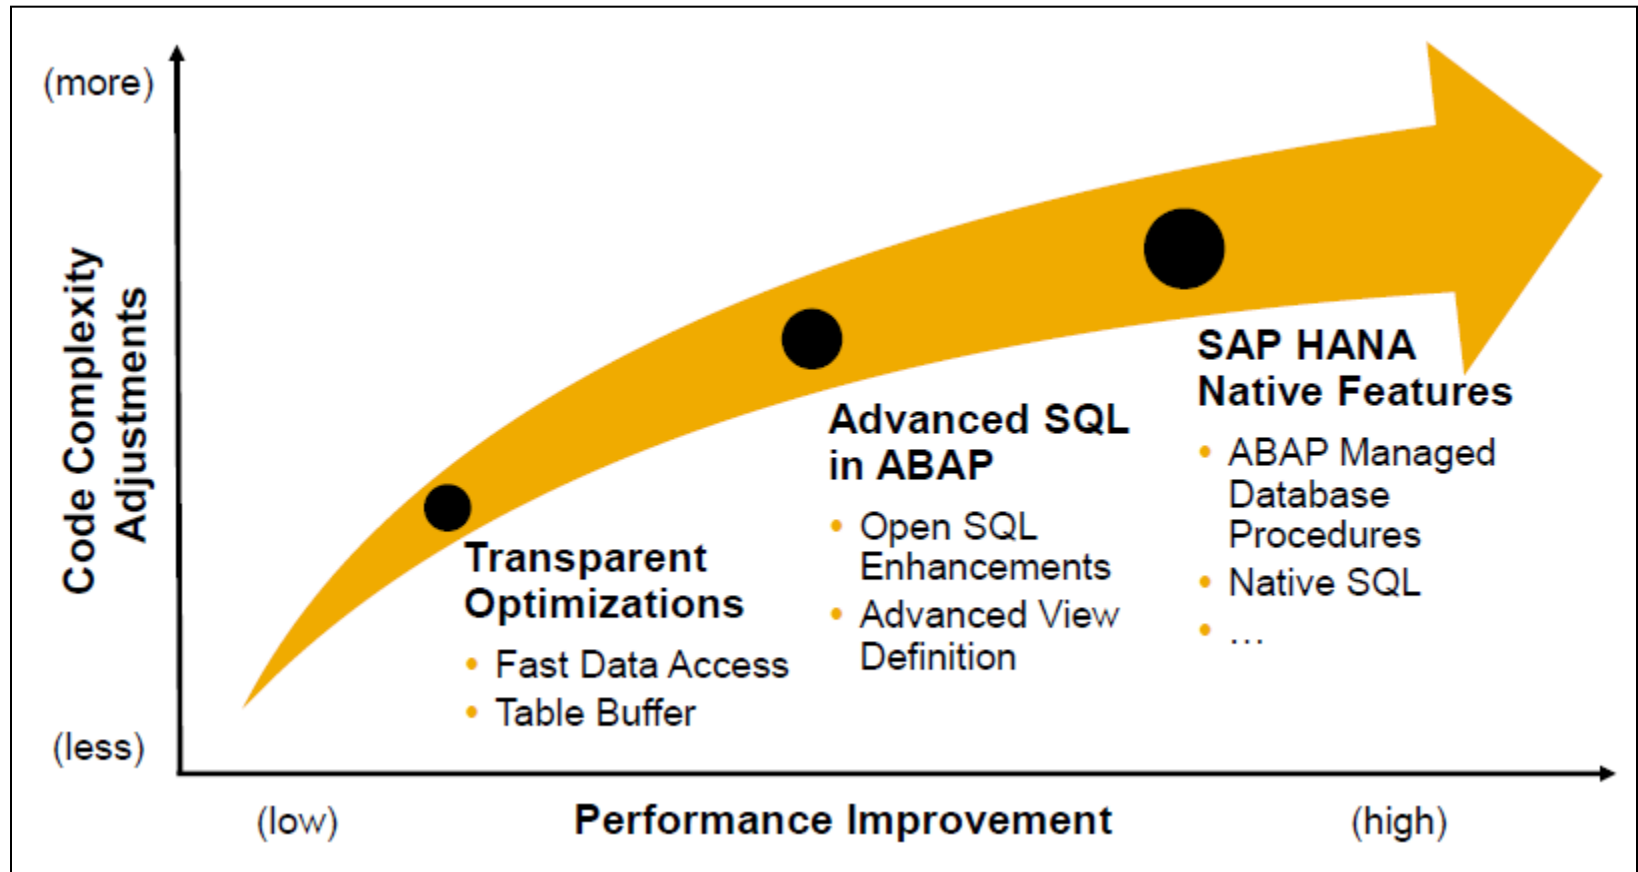 (more)
Code Complexity
Adjustments
(less)
Transparent
Optimizations
• Fast Data Access
• Table Buffer
Advanced SQL
in ABAP
• Open SQL
Enhancements
• Advanced View
Definition
SAP HANA
Native Features
• ABAP Managed
Database
Procedures
• Native SQL
• …
(low)
Performance Improvement
(high)